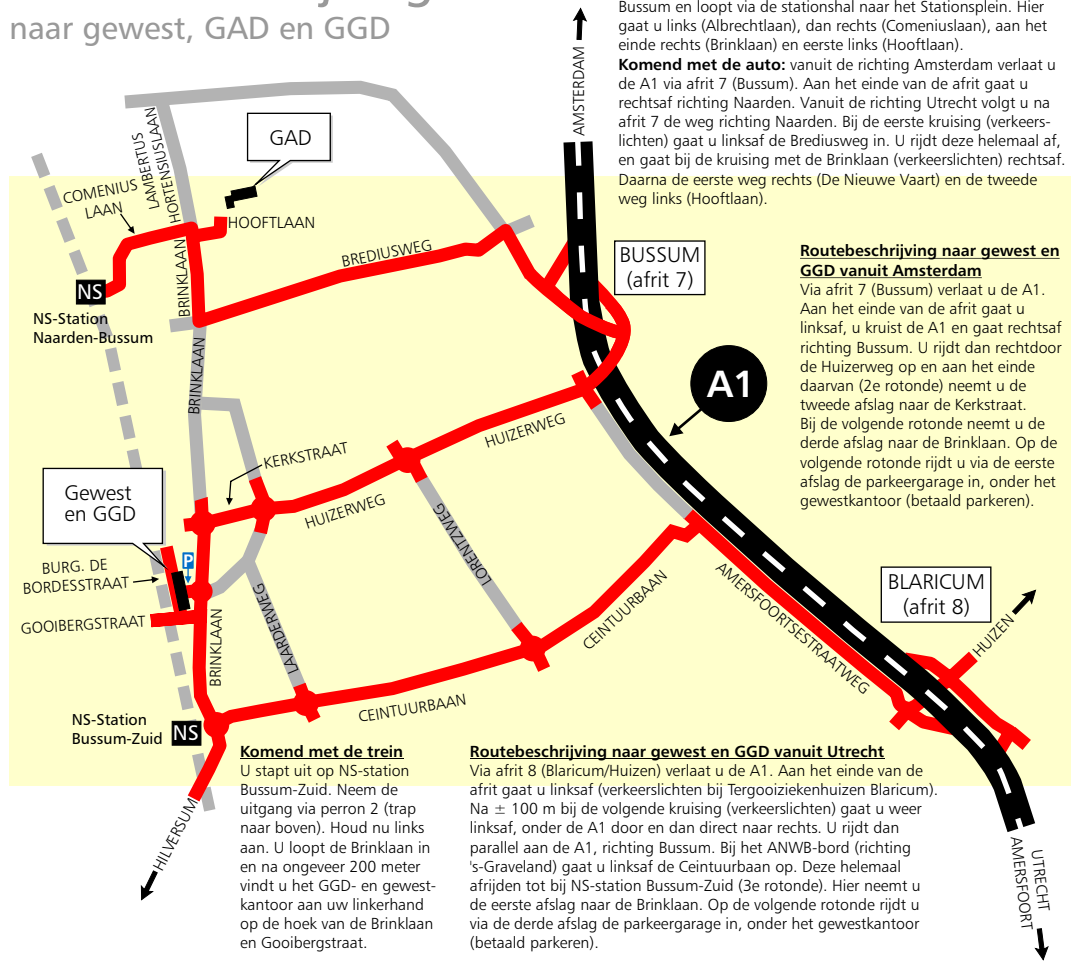 naar gewest, GAD en GGD
Bussum en loopt via de stationshal naar het Stationsplein. Hier
gaat u links (Albrechtlaan), dan rechts (Comeniuslaan), aan het
einde rechts (Brinklaan) en eerste links (Hooftlaan).
Komend met de auto: vanuit de richting Amsterdam verlaat u
de A1 via afrit 7 (Bussum). Aan het einde van de afrit gaat u
rechtsaf richting Naarden. Vanuit de richting Utrecht volgt u na
afrit 7 de weg richting Naarden. Bij de eerste kruising (verkeers-
lichten) gaat u linksaf de Brediusweg in. U rijdt deze helemaal af,
en gaat bij de kruising met de Brinklaan (verkeerslichten) rechtsaf.
Daarna de eerste weg rechts (De Nieuwe Vaart) en de tweede
weg links (Hooftlaan).
AMSTERDAM
GAD
LAMBERTUS
HORTENSIUSLAAN
COMENIUS
LAAN
HOOFTLAAN
BREDIUSWEG
BRINKLAAN
NS
NS-Station
Naarden-Bussum
BUSSUM
(afrit 7)
Routebeschrijving naar gewest en
GGD vanuit Amsterdam
Via afrit 7 (Bussum) verlaat u de A1.
Aan het einde van de afrit gaat u
linksaf, u kruist de A1 en gaat rechtsaf
richting Bussum. U rijdt dan rechtdoor
de Huizerweg op en aan het einde
daarvan (2e rotonde) neemt u de
tweede afslag naar de Kerkstraat.
Bij de volgende rotonde neemt u de
derde afslag naar de Brinklaan. Op de
volgende rotonde rijdt u via de eerste
afslag de parkeergarage in, onder het
gewestkantoor (betaald parkeren).
A1
BRINKLAAN
KERKSTRAAT
HUIZERWEG
HUIZERWEG
LORENTZWEG
Gewest
en GGD
P
BURG. DE
BORDESSTRAAT
GOOIBERGSTRAAT
BRINKLAAN
LAARDERWEG
CEINTUURBAAN
CEINTUURBAAN
AMERSFOORTSESTRAATWEG
BLARICUM
(afrit 8)
HUIZEN
NS-Station
Bussum-Zuid
NS
HILVERSUM
Komend met de trein
U stapt uit op NS-station
Bussum-Zuid. Neem de
uitgang via perron 2 (trap
naar boven). Houd nu links
aan. U loopt de Brinklaan in
en na ongeveer 200 meter
vindt u het GGD- en gewest-
kantoor aan uw linkerhand
op de hoek van de Brinklaan
en Gooibergstraat.
Routebeschrijving naar gewest en GGD vanuit Utrecht
Via afrit 8 (Blaricum/Huizen) verlaat u de A1. Aan het einde van de
afrit gaat u linksaf (verkeerslichten bij Tergooiziekenhuizen Blaricum).
Na ± 100 m bij de volgende kruising (verkeerslichten) gaat u weer
linksaf, onder de A1 door en dan direct naar rechts. U rijdt dan
parallel aan de A1, richting Bussum. Bij het ANWB-bord (richting
's-Graveland) gaat u linksaf de Ceintuurbaan op. Deze helemaal
afrijden tot bij NS-station Bussum-Zuid (3e rotonde). Hier neemt u
de eerste afslag naar de Brinklaan. Op de volgende rotonde rijdt u
via de derde afslag de parkeergarage in, onder het gewestkantoor
(betaald parkeren).
UTRECHT
AMERSFOORT